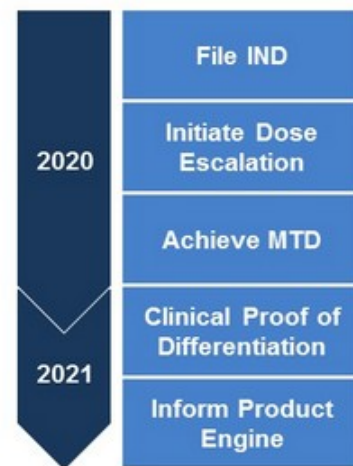 File IND
Initiate Dose
Escalation
2020
Achieve MTD
Clinical Proof of
Differentiation
2021
Inform Product
Engine